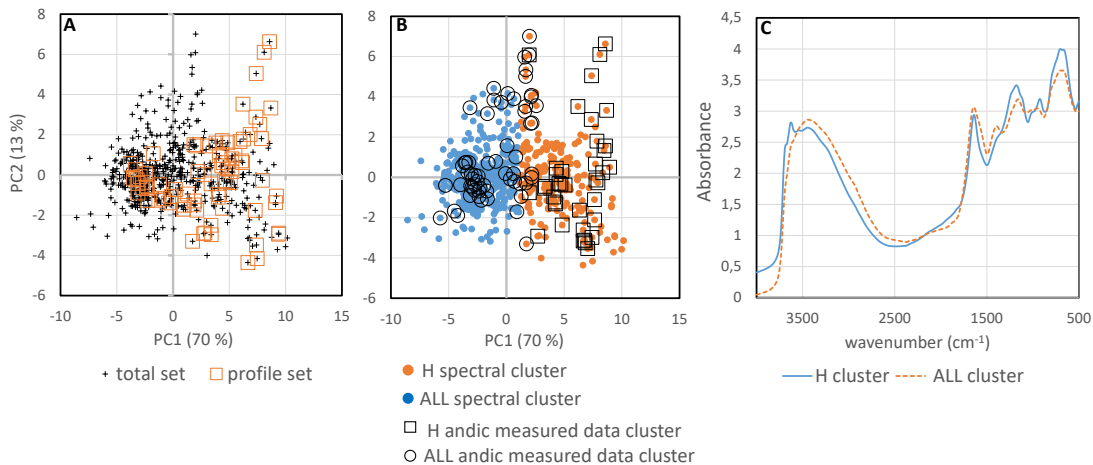 A
8
6
4
2
0
-2
-4
-6
-10 -5 0 5 10 15
PC2 (13 %)
PC1 (70 %)
total set
profile set
B
8
6
4
2
0
-2
-4
-6
-10 -5 0 5 10 15
PC1 (70 %)
H spectral cluster
ALL spectral cluster
H andic measured data cluster
ALL andic measured data cluster
C
4,5
4
3,5
3
2,5
2
1,5
1
0,5
0
3500 2500 1500 500
Absorbance
wavenumber (cm⁻¹)
H cluster
ALL cluster